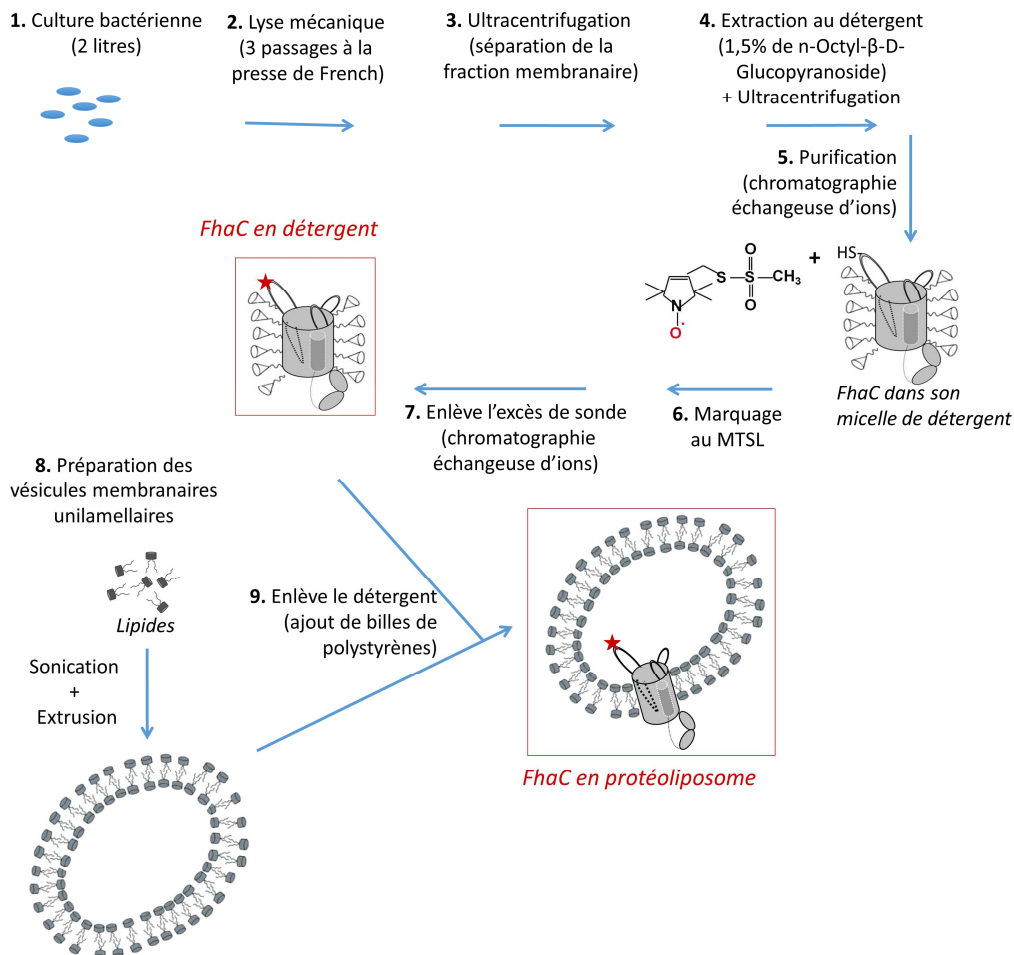 1. Culture bactérienne
(2 litres)
2. Lyse mécanique
(3 passages à la
presse de French)
3. Ultracentrifugation
(séparation de la
fraction membranaire)
4. Extraction au détergent
(1,5% de n-Octyl-β-D-
Glucopyranoside)
+ Ultracentrifugation
5. Purification
(chromatographie
échangeuse d’ions)
FhaC en détergent
O
S
S
CH3
O
N
O
+
HS
FhaC dans son
micelle de détergent
6. Marquage
au MTSL
7. Enlève l’excès de sonde
(chromatographie
échangeuse d’ions)
8. Préparation des
vésicules membranaires
unilamellaires
Lipides
Sonication
+
Extrusion
9. Enlève le détergent
(ajout de billes de
polystyrènes)
FhaC en protéoliposome